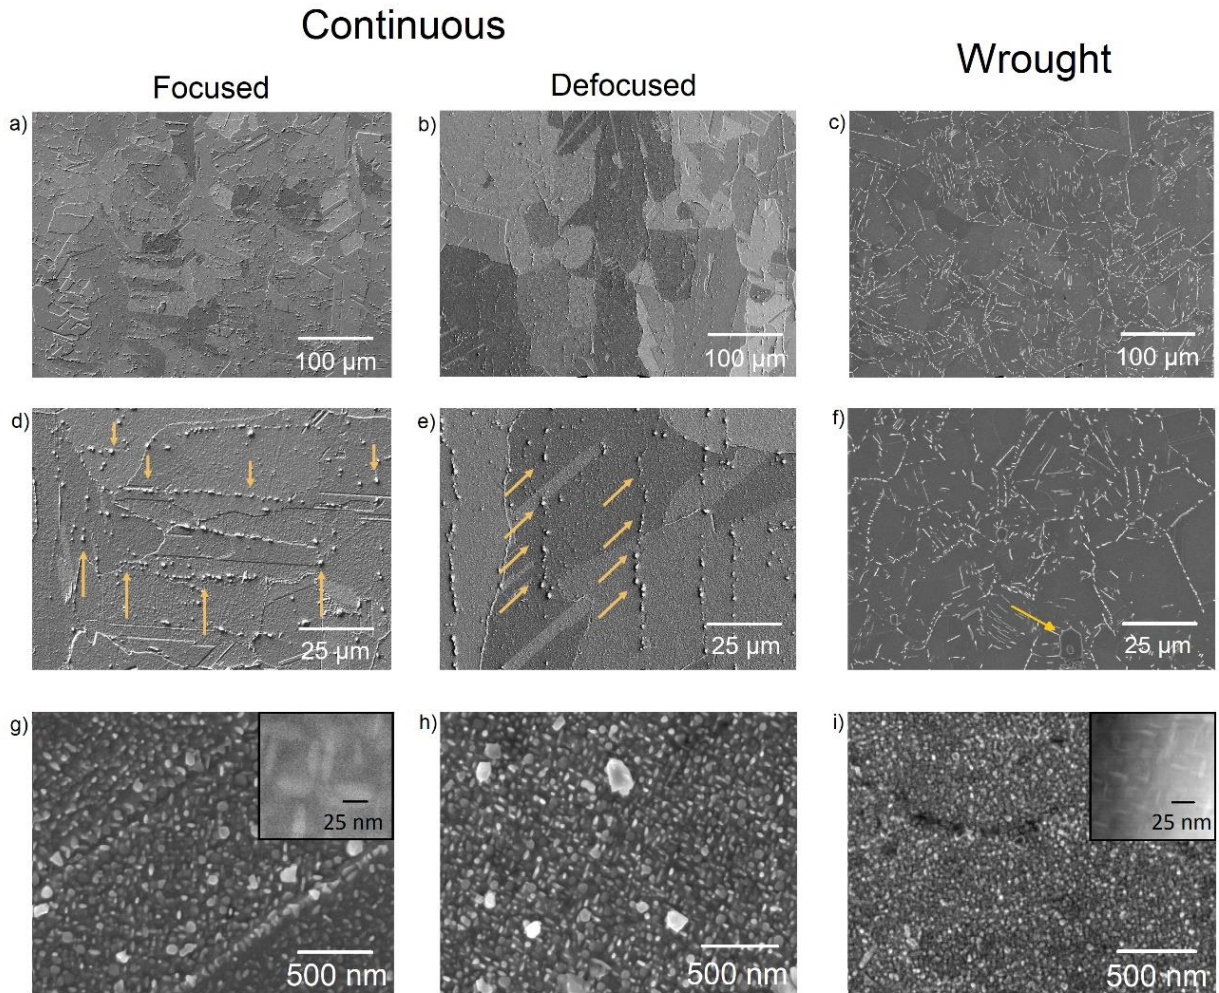 Continuous
Wrought
Focused
Defocused
a)
b)
c)
100 µm
100 µm
100 µm
d)
e)
f)
25 µm
25 µm
25 µm
g)
h)
i)
25 nm
25 nm
500 nm
500 nm
500 nm